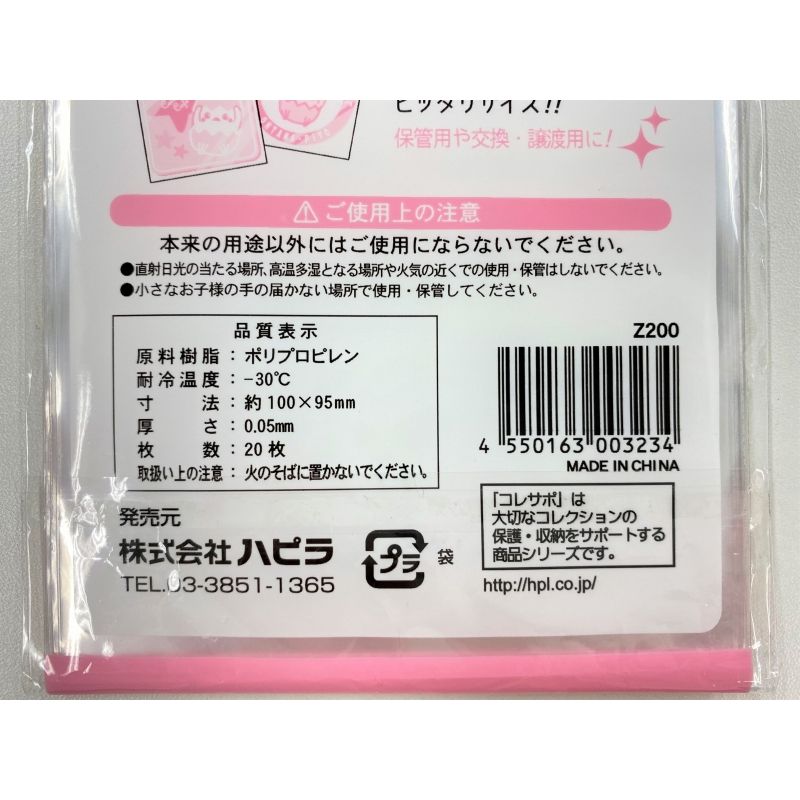 ピッタリサイズ!!
保管用や交換・譲渡用に!
ご使用上の注意
本来の用途以外にはご使用にならないでください。
●直射日光の当たる場所、高温多湿となる場所や火気の近くでの使用・保管はしないでください。
●小さなお子様の手の届かない場所で使用・保管してください。
品質表示
原料樹脂：ポリプロピレン
耐冷温度：－30℃
寸法：約100×95mm
厚さ：0.05mm
枚数：20枚
取扱い上の注意：火のそばに置かないでください。
Z200
4 550163 003234
MADE IN CHINA
発売元
株式会社ハピラ
TEL.03-3851-1365
プラ
袋
「コレサポ」は
大切なコレクションの
保護・収納をサポートする
商品シリーズです。
http://hpl.co.jp/